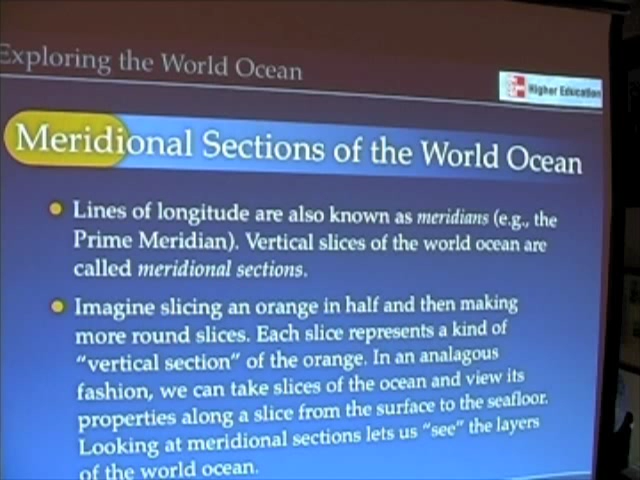 Exploring the World Ocean
Higher Education
Meridional Sections of the World Ocean
Lines of longitude are also known as meridians (e.g., the
Prime Meridian). Vertical slices of the world ocean are
called meridional sections.
Imagine slicing an orange in half and then making
more round slices. Each slice represents a kind of
"vertical section" of the orange. In an analagous
fashion, we can take slices of the ocean and view its
properties along a slice from the surface to the seafloor.
Looking at meridional sections lets us "see" the layers
of the world ocean.